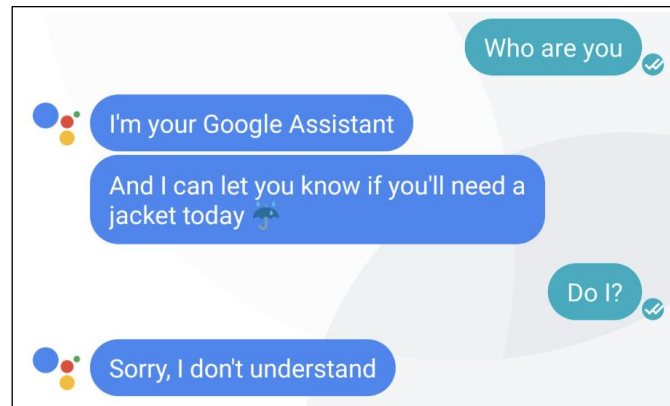 Who are you
I'm your Google Assistant
And I can let you know if you'll need a
jacket today ☔
Do I?
Sorry, I don't understand